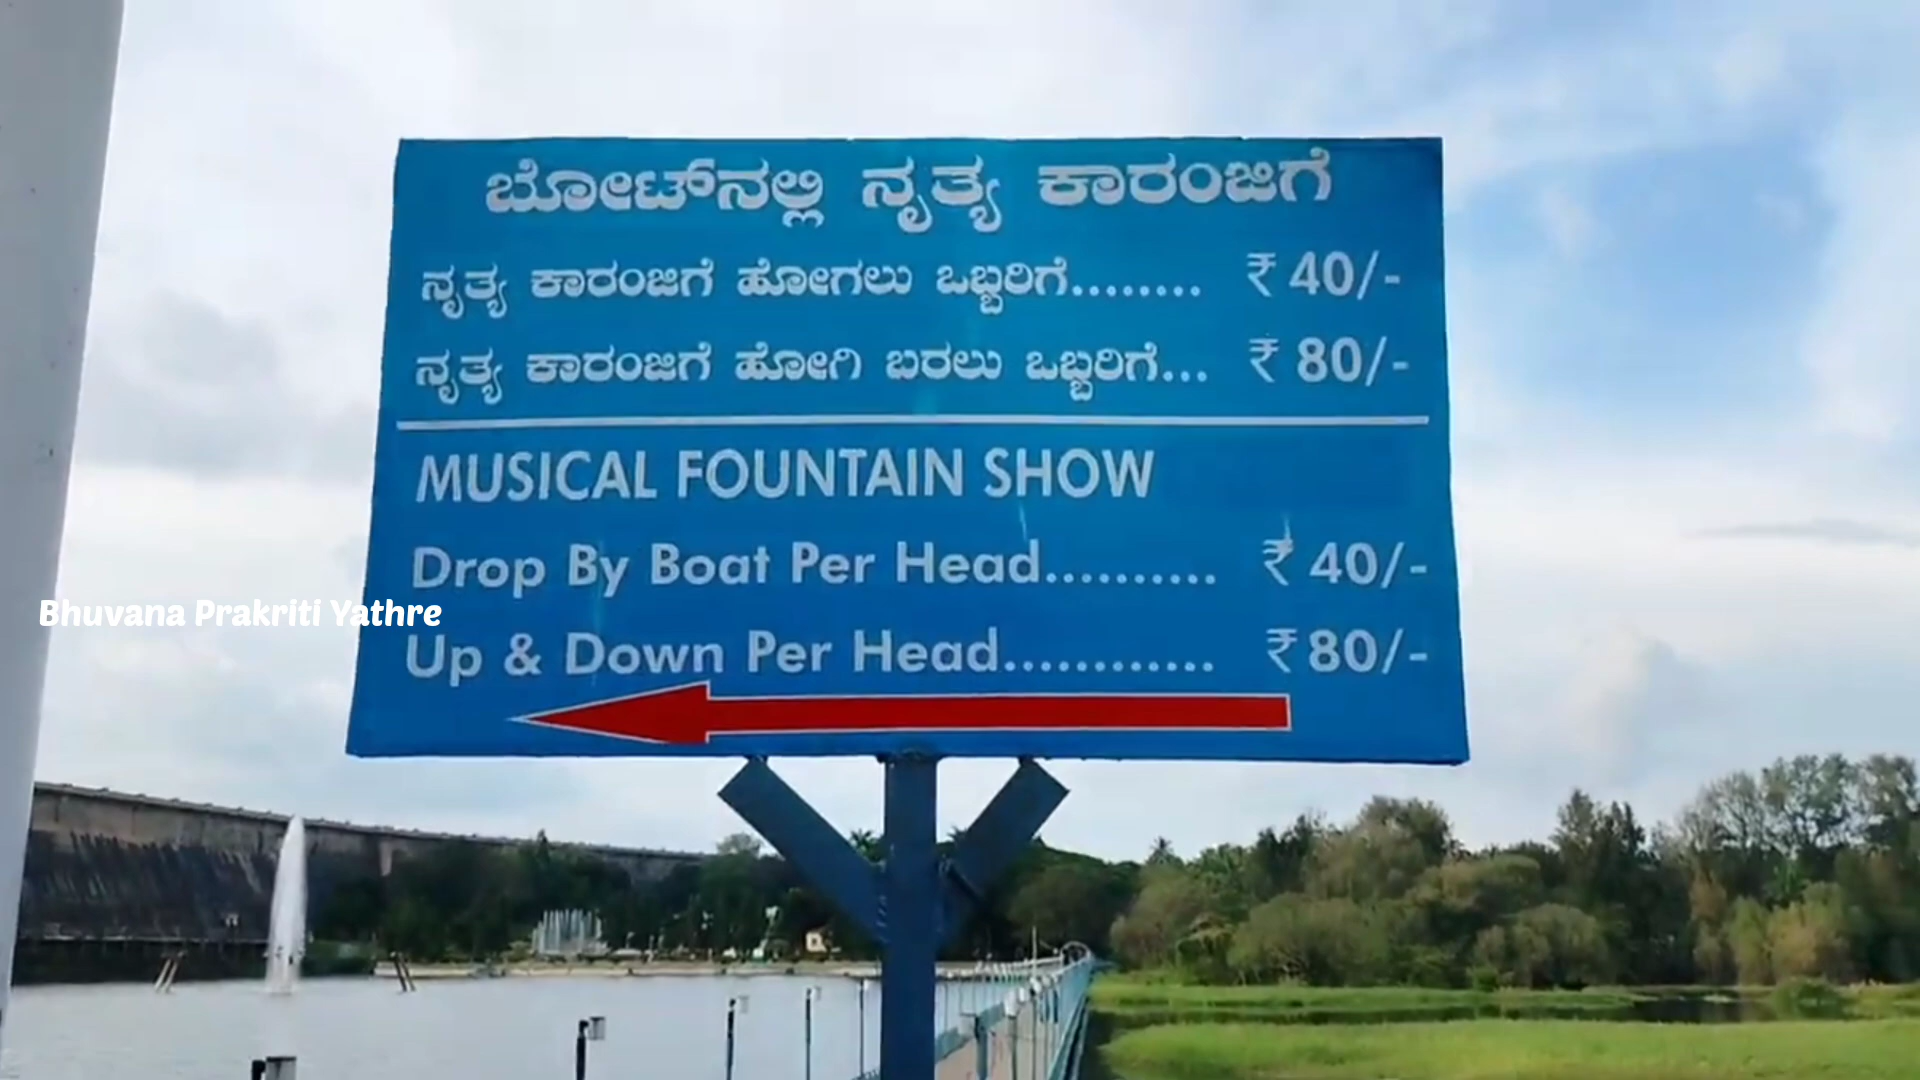 ಬೋಟ್‌ನಲ್ಲಿ ನೃತ್ಯ ಕಾರಂಜಿಗೆ
ನೃತ್ಯ ಕಾರಂಜಿಗೆ ಹೋಗಲು ಒಬ್ಬರಿಗೆ........ ₹ 40/-
ನೃತ್ಯ ಕಾರಂಜಿಗೆ ಹೋಗಿ ಬರಲು ಒಬ್ಬರಿಗೆ... ₹ 80/-
MUSICAL FOUNTAIN SHOW
Drop By Boat Per Head.......... ₹ 40/-
Bhuvana Prakriti Yathre
Up & Down Per Head............ ₹ 80/-